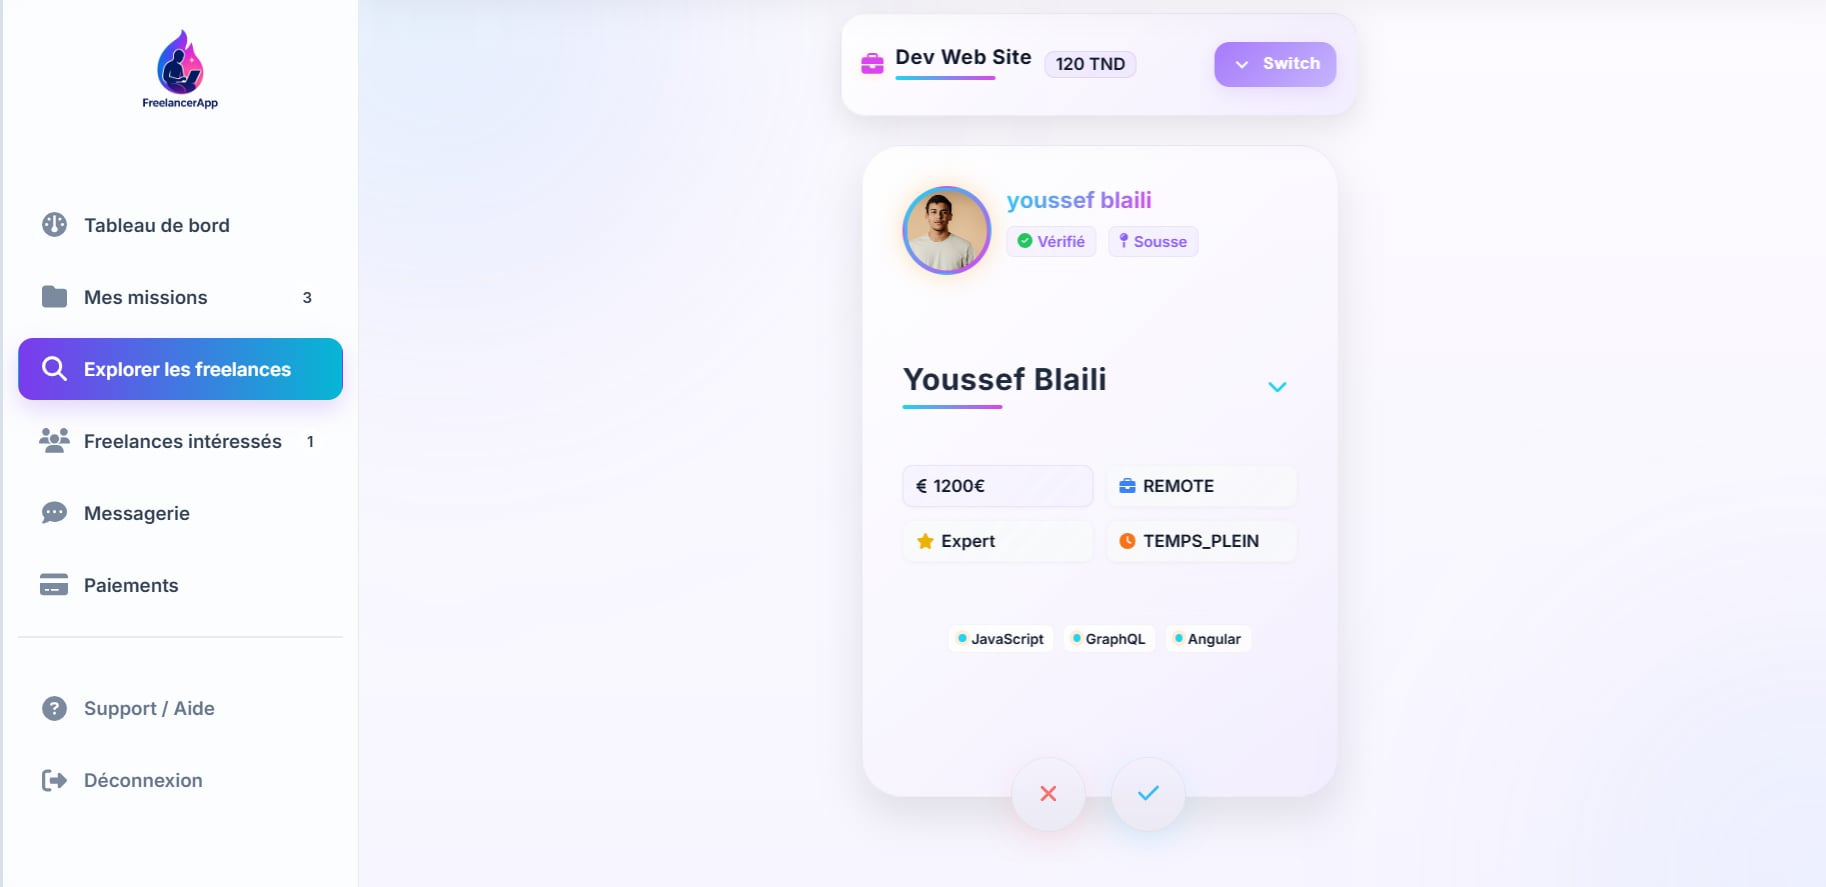 FreelancerApp
Tableau de bord
Mes missions 3
Explorer les freelances
Freelances intéressés 1
Messagerie
Paiements
Support / Aide
Déconnexion
Dev Web Site 120 TND Switch
youssef blaili
Vérifié Sousse
Youssef Blaili
€ 1200€ REMOTE
Expert TEMPS_PLEIN
JavaScript GraphQL Angular